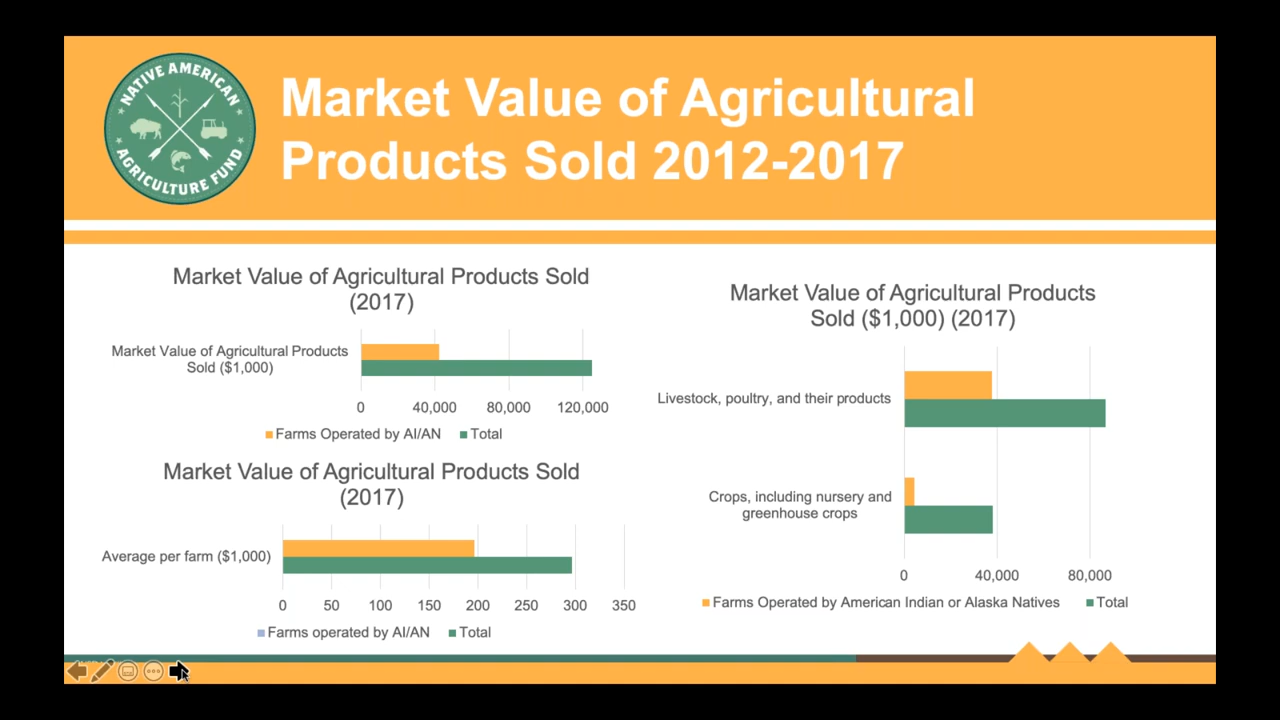 NATIVE AMERICAN
AGRICULTURE FUND
Market Value of Agricultural
Products Sold 2012-2017
Market Value of Agricultural Products Sold
(2017)
Market Value of Agricultural Products
Sold ($1,000)
0 40,000 80,000 120,000
Farms Operated by AI/AN Total
Market Value of Agricultural Products Sold
(2017)
Average per farm ($1,000)
0 50 100 150 200 250 300 350
Farms operated by AI/AN Total
Market Value of Agricultural Products
Sold ($1,000) (2017)
Livestock, poultry, and their products
Crops, including nursery and
greenhouse crops
0 40,000 80,000
Farms Operated by American Indian or Alaska Natives Total